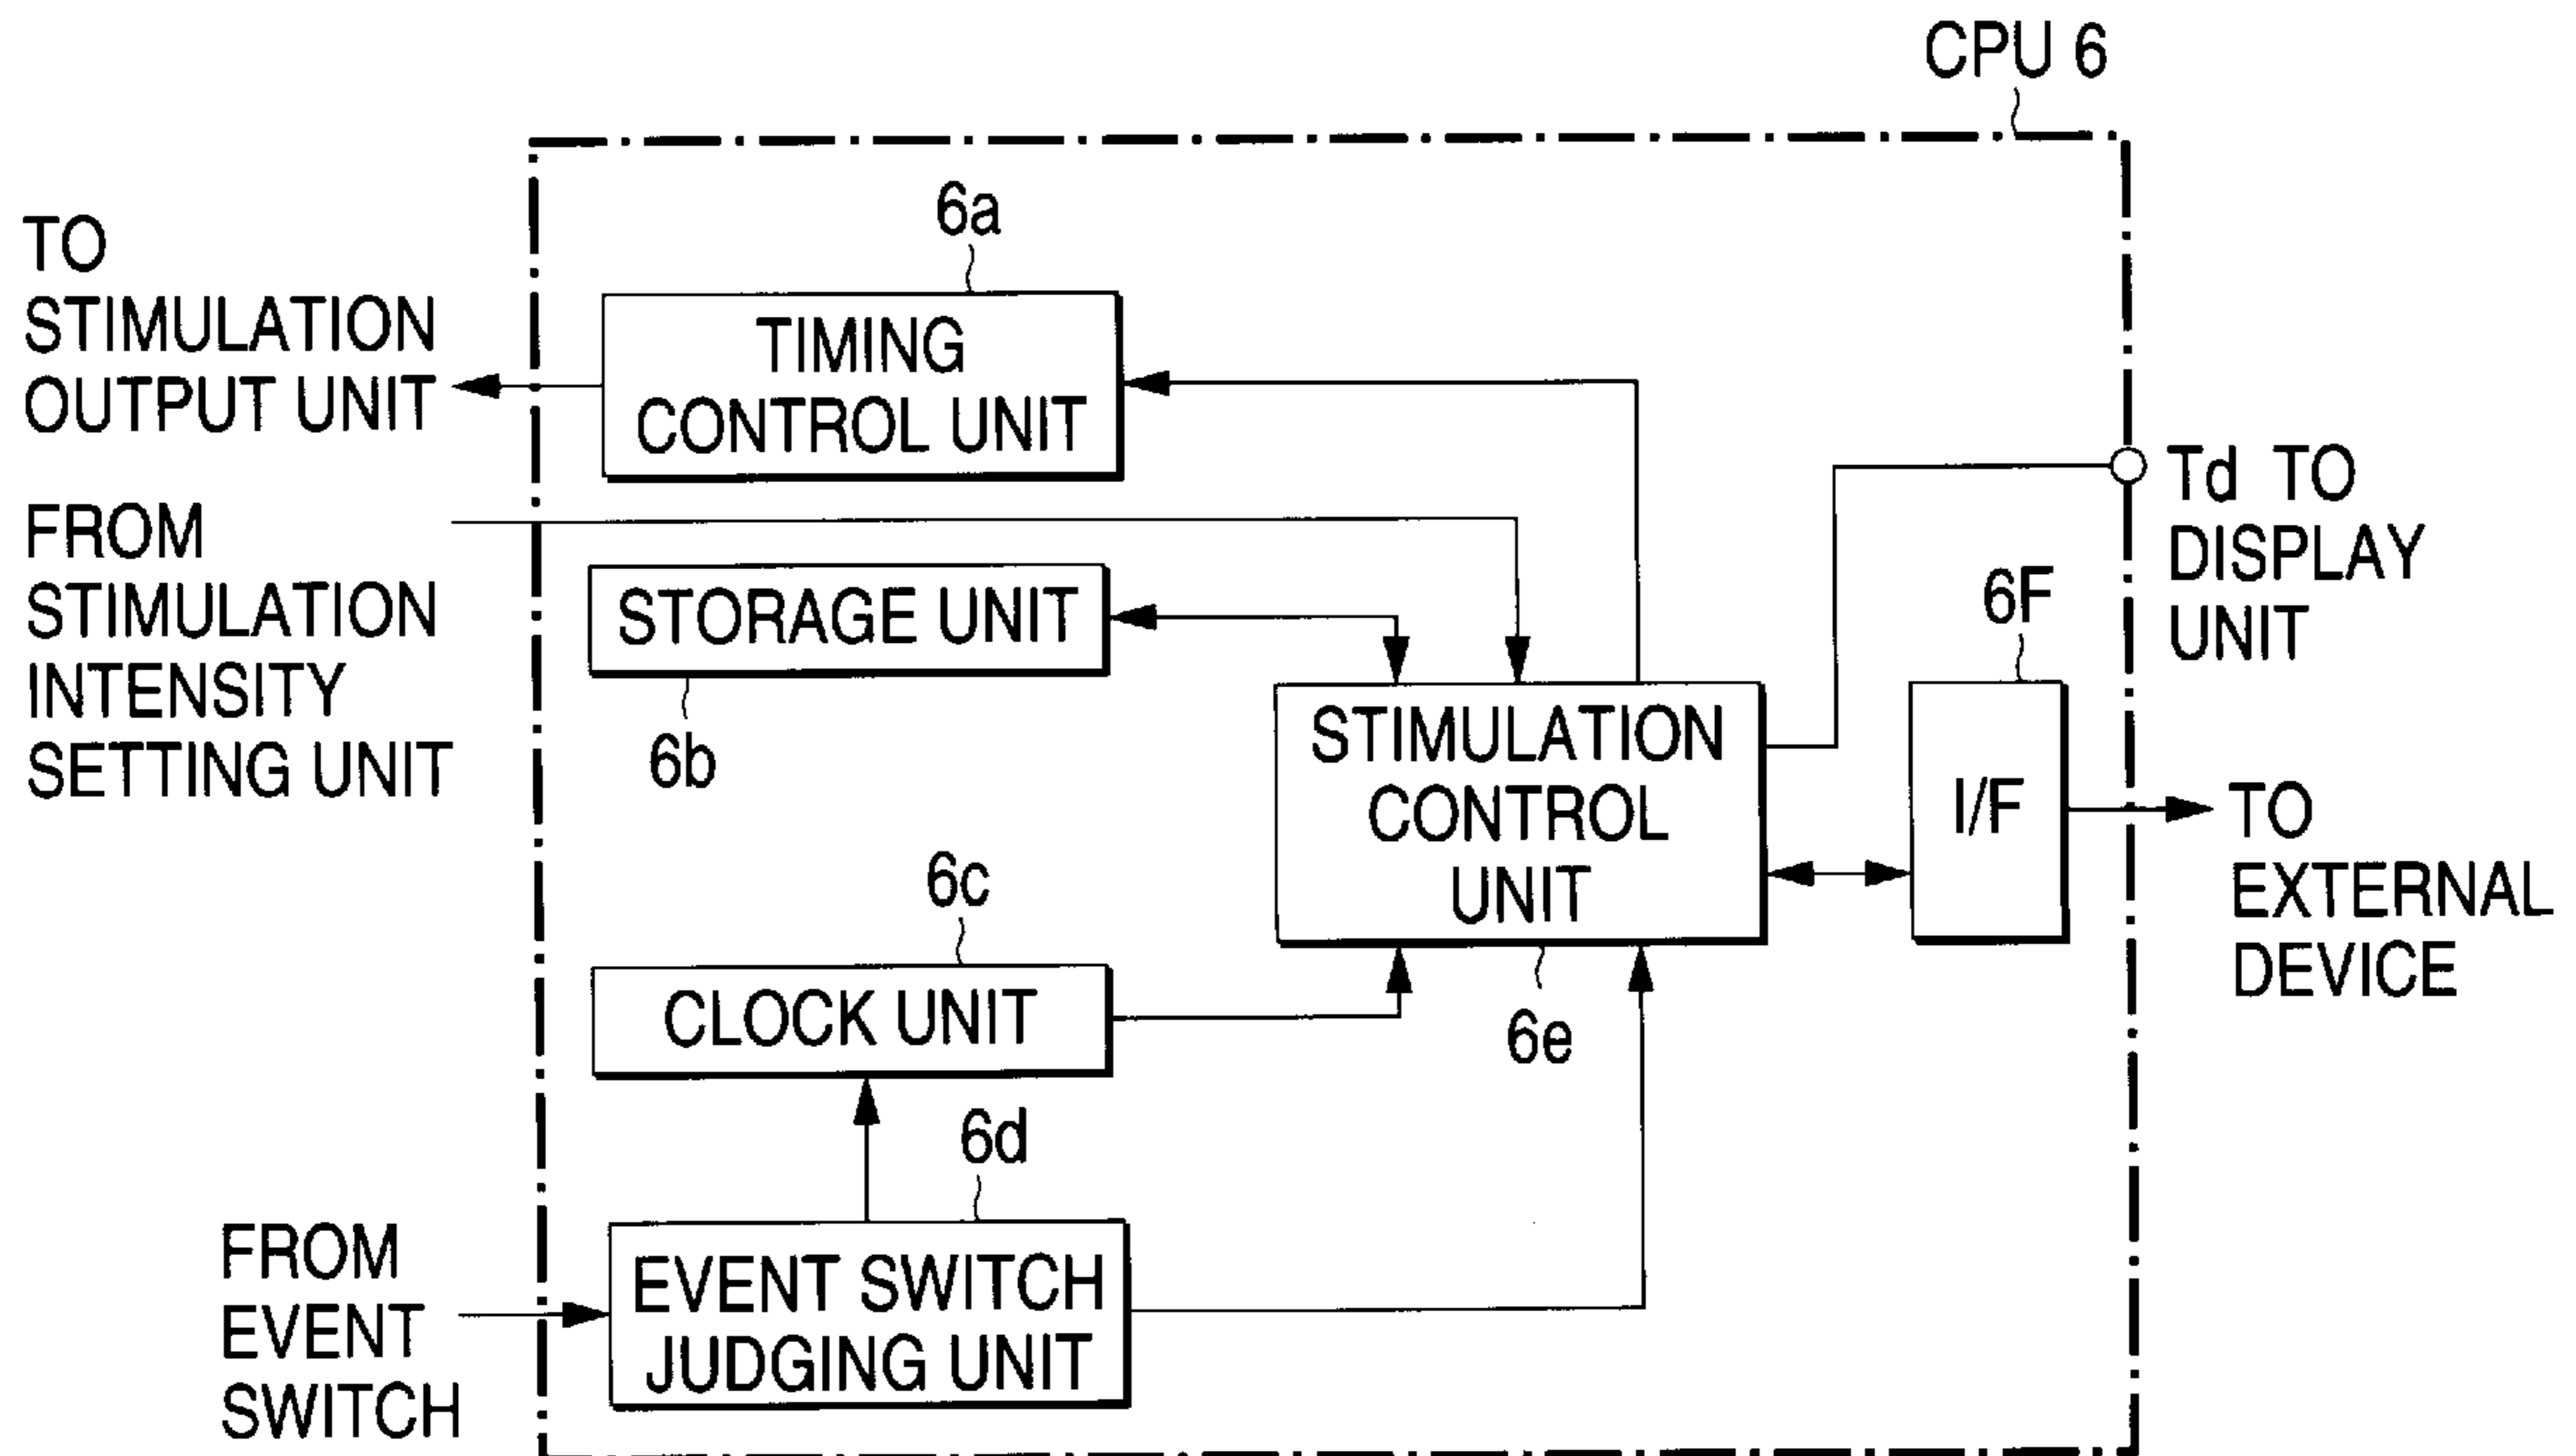 CPU 6
6a
TO
STIMULATION
OUTPUT UNIT
TIMING
CONTROL UNIT
FROM
STIMULATION
INTENSITY
SETTING UNIT
STORAGE UNIT
6b
Td TO
DISPLAY
UNIT
6F
STIMULATION
CONTROL
UNIT
I/F
TO
EXTERNAL
DEVICE
6c
CLOCK UNIT
6e
6d
FROM
EVENT
SWITCH
EVENT SWITCH
JUDGING UNIT